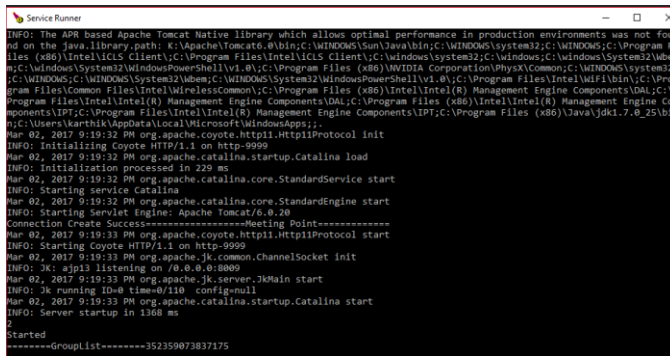 Service Runner
INFO: The APR based Apache Tomcat Native library which allows optimal performance in production environments was not fou
nd on the java.library.path: K:\Apache\Tomcat6.0\bin;C:\WINDOWS\Sun\Java\bin;C:\WINDOWS\system32;C:\WINDOWS;C:\Program F
iles (x86)\Intel\iCLS Client\;C:\Program Files\Intel\iCLS Client\;C:\windows\system32;C:\windows;C:\windows\System32\Wbe
m;C:\windows\System32\WindowsPowerShell\v1.0\;C:\Program Files (x86)\NVIDIA Corporation\PhysX\Common;C:\WINDOWS\system32
;C:\WINDOWS;C:\WINDOWS\System32\Wbem;C:\WINDOWS\System32\WindowsPowerShell\v1.0\;C:\Program Files\Intel\WiFi\bin\;C:\Pro
gram Files\Common Files\Intel\WirelessCommon\;C:\Program Files (x86)\Intel\Intel(R) Management Engine Components\DAL;C:\
Program Files\Intel\Intel(R) Management Engine Components\DAL;C:\Program Files (x86)\Intel\Intel(R) Management Engine Co
mponents\IPT;C:\Program Files\Intel\Intel(R) Management Engine Components\IPT;C:\Program Files (x86)\Java\jdk1.7.0_25\bi
n;C:\Users\karthik\AppData\Local\Microsoft\WindowsApps;;.
Mar 02, 2017 9:19:32 PM org.apache.coyote.http11.Http11Protocol init
INFO: Initializing Coyote HTTP/1.1 on http-9999
Mar 02, 2017 9:19:32 PM org.apache.catalina.startup.Catalina load
INFO: Initialization processed in 229 ms
Mar 02, 2017 9:19:32 PM org.apache.catalina.core.StandardService start
INFO: Starting service Catalina
Mar 02, 2017 9:19:32 PM org.apache.catalina.core.StandardEngine start
INFO: Starting Servlet Engine: Apache Tomcat/6.0.20
Connection Create Success==================Meeting Point=============
Mar 02, 2017 9:19:33 PM org.apache.coyote.http11.Http11Protocol start
INFO: Starting Coyote HTTP/1.1 on http-9999
Mar 02, 2017 9:19:33 PM org.apache.jk.common.ChannelSocket init
INFO: JK: ajp13 listening on /0.0.0.0:8009
Mar 02, 2017 9:19:33 PM org.apache.jk.server.JkMain start
INFO: Jk running ID=0 time=0/110  config=null
Mar 02, 2017 9:19:33 PM org.apache.catalina.startup.Catalina start
INFO: Server startup in 1368 ms
2
Started
========GroupList========352359073837175